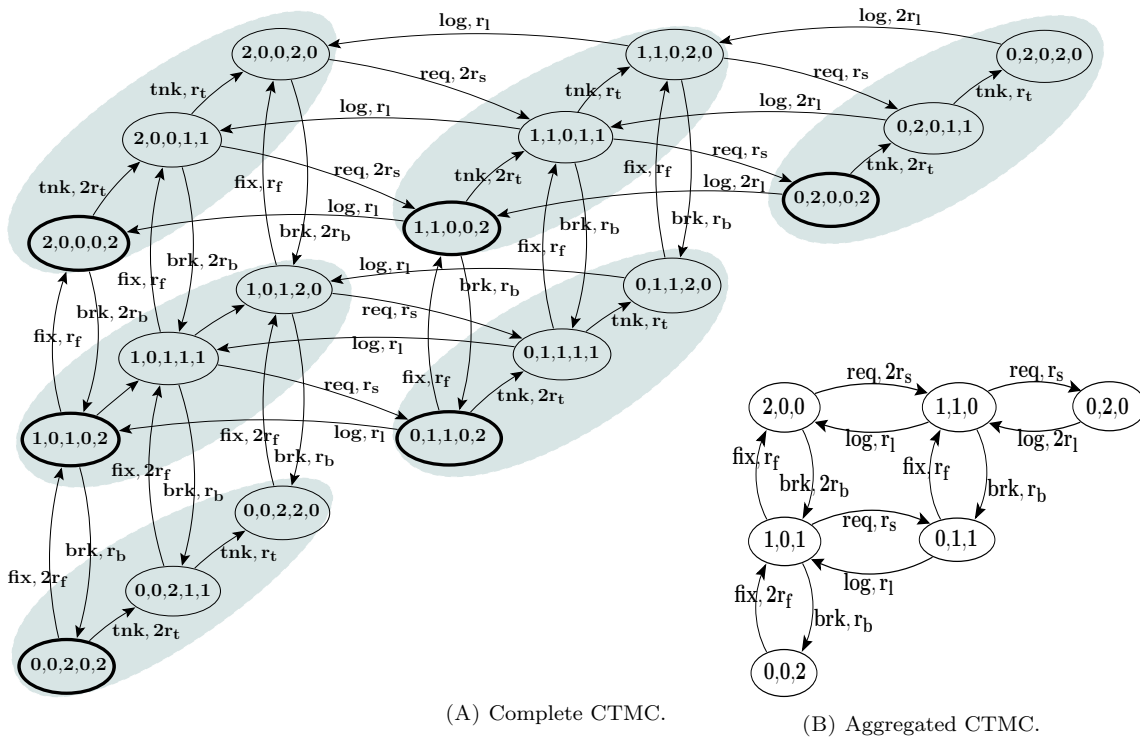 log, r_l
log, 2r_l
2,0,0,2,0
1,1,0,2,0
0,2,0,2,0
req, 2r_s
req, r_s
tnk, r_t
tnk, r_t
tnk, r_t
log, r_l
log, 2r_l
2,0,0,1,1
1,1,0,1,1
0,2,0,1,1
req, 2r_s
req, r_s
fix, r_f
fix, r_f
tnk, 2r_t
tnk, 2r_t
tnk, 2r_t
log, r_l
log, 2r_l
2,0,0,0,2
1,1,0,0,2
0,2,0,0,2
brk, 2r_b
brk, r_b
brk, 2r_b
fix, r_f
fix, r_f
log, r_l
brk, r_b
1,0,1,2,0
0,1,1,2,0
brk, 2r_b
req, r_s
fix, r_f
tnk, r_t
log, r_l
1,0,1,1,1
0,1,1,1,1
req, r_s
fix, r_f
tnk, 2r_t
1,0,1,0,2
log, r_l
0,1,1,0,2
fix, 2r_f
brk, r_b
fix, 2r_f
brk, r_b
0,0,2,2,0
brk, r_b
tnk, r_t
fix, 2r_f
0,0,2,1,1
tnk, 2r_t
0,0,2,0,2
(A) Complete CTMC.
req, 2r_s
req, r_s
2,0,0
1,1,0
0,2,0
log, r_l
log, 2r_l
fix, r_f
fix, r_f
brk, 2r_b
brk, r_b
req, r_s
1,0,1
0,1,1
log, r_l
fix, 2r_f
brk, r_b
0,0,2
(B) Aggregated CTMC.